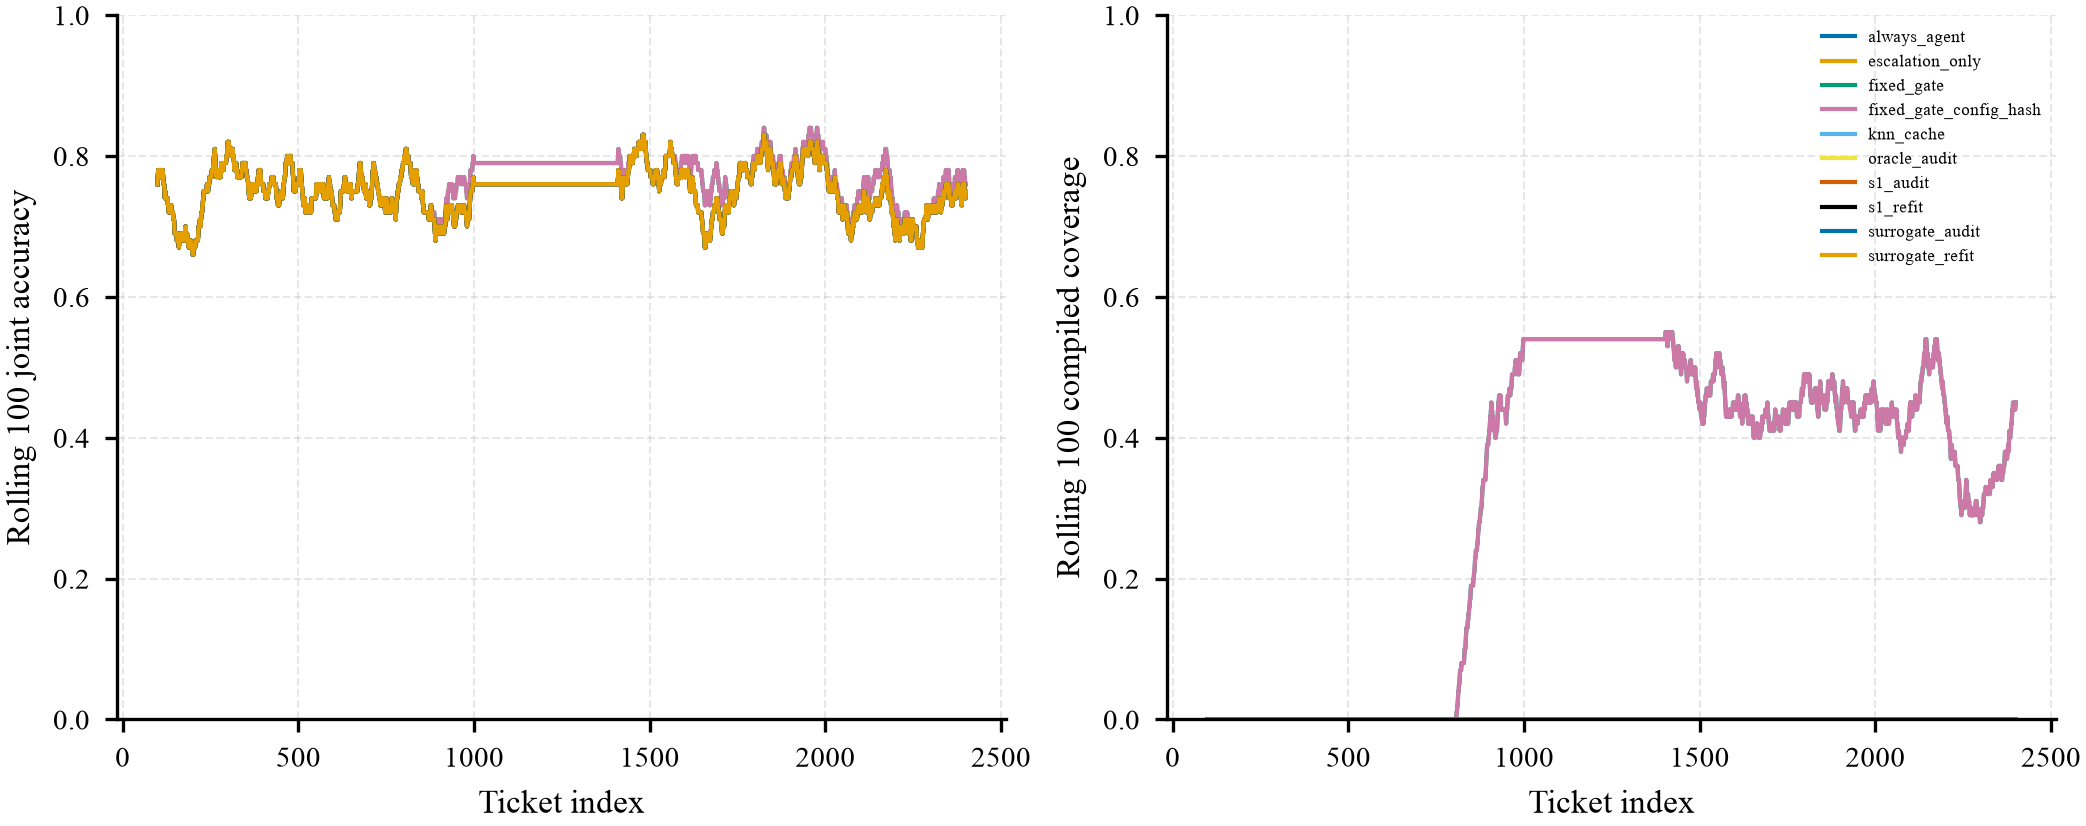 Rolling 100 joint accuracy
1.0
0.8
0.6
0.4
0.2
0.0
0
500
1000
1500
2000
2500
Ticket index
Rolling 100 compiled coverage
1.0
0.8
0.6
0.4
0.2
0.0
0
500
1000
1500
2000
2500
Ticket index
always_agent
escalation_only
fixed_gate
fixed_gate_config_hash
knn_cache
oracle_audit
s1_audit
s1_refit
surrogate_audit
surrogate_refit